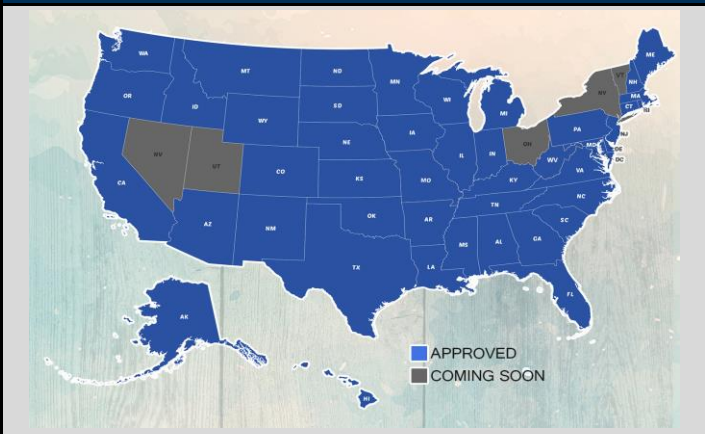 WA
MT
ND
MN
ME
OR
ID
WY
SD
WI
MI
VT
NH
NY
MA
CT
RI
NV
UT
CO
NE
IA
IL
IN
OH
PA
NJ
DE
MD
DC
CA
KS
MO
KY
WV
VA
AZ
NM
OK
AR
TN
NC
SC
TX
LA
MS
AL
GA
FL
AK
HI
APPROVED
COMING SOON